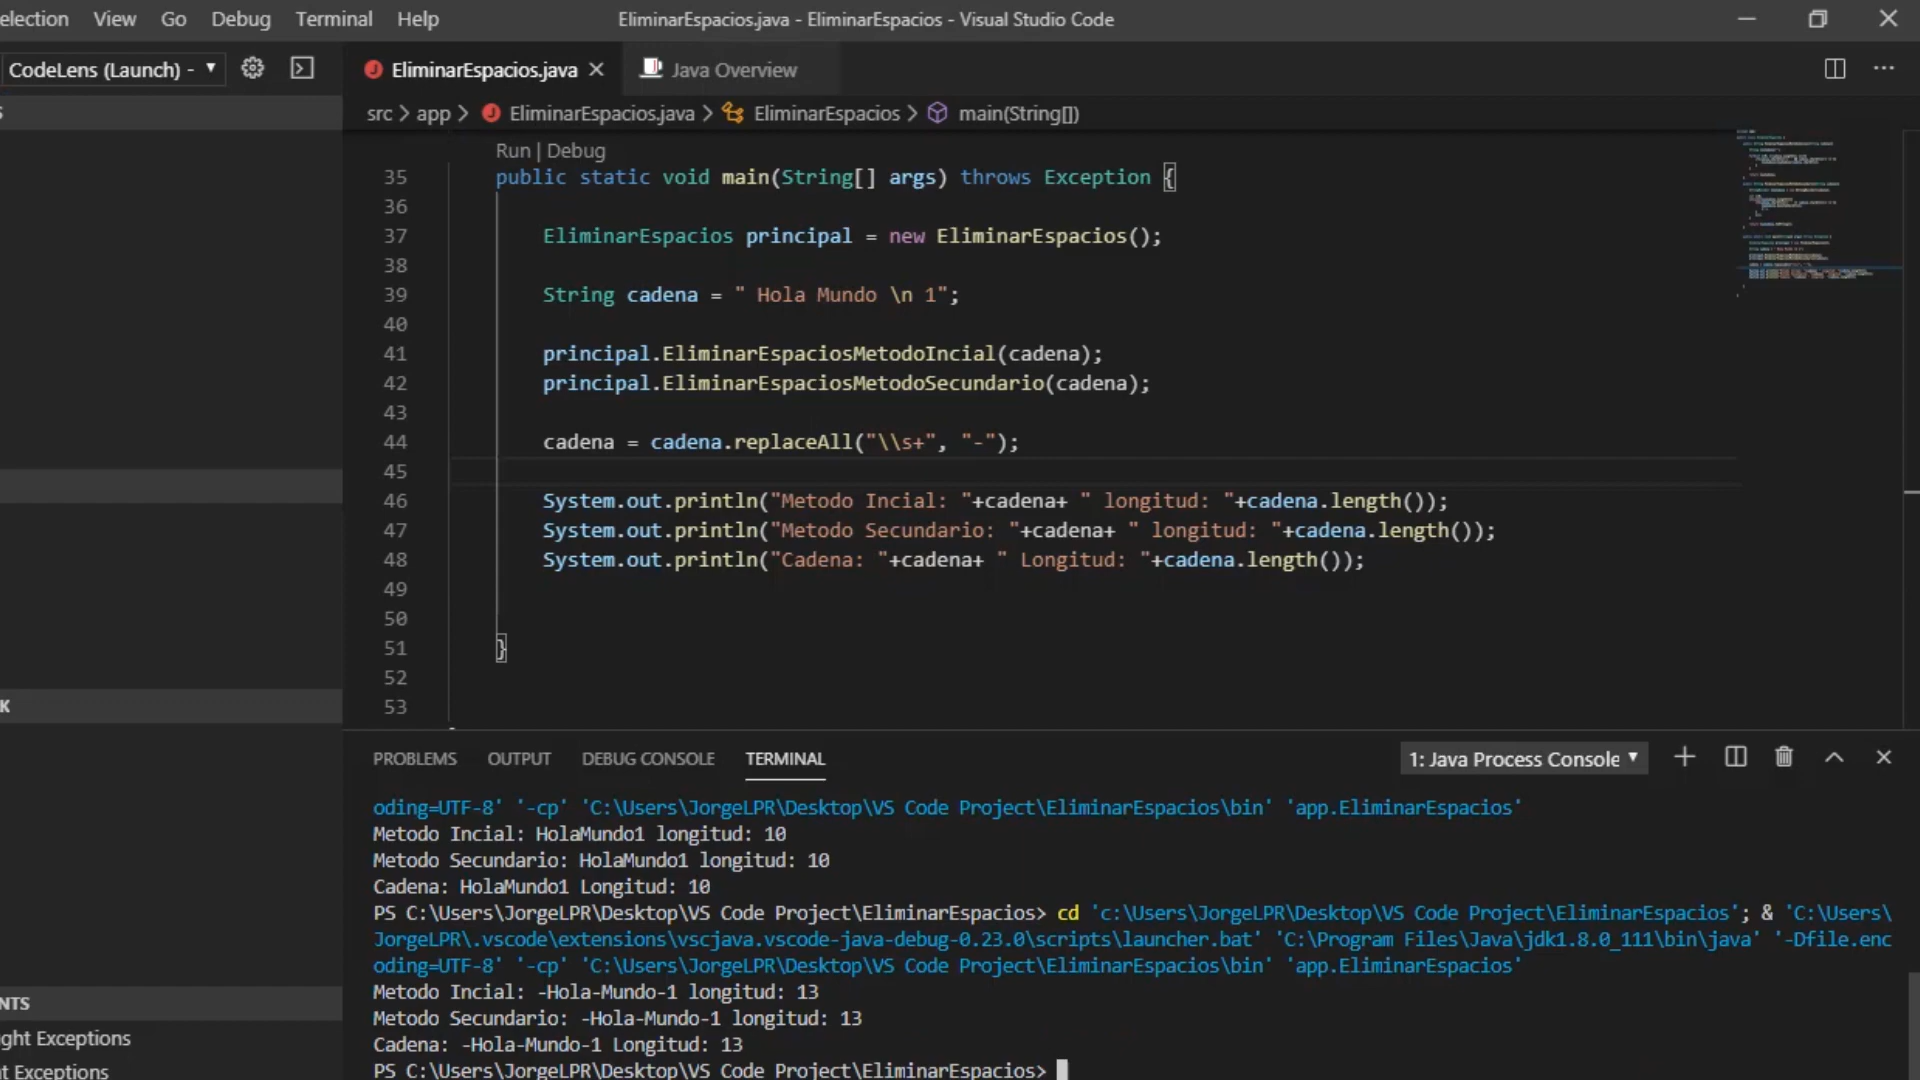 election View Go Debug Terminal Help EliminarEspacios.java - EliminarEspacios - Visual Studio Code
CodeLens (Launch) - EliminarEspacios.java Java Overview
src > app > EliminarEspacios.java > EliminarEspacios > main(String[])
Run | Debug
35 public static void main(String[] args) throws Exception {
36
37 EliminarEspacios principal = new EliminarEspacios();
38
39 String cadena = " Hola Mundo \n 1";
40
41 principal.EliminarEspaciosMetodoIncial(cadena);
42 principal.EliminarEspaciosMetodoSecundario(cadena);
43
44 cadena = cadena.replaceAll("\\s+", "-");
45
46 System.out.println("Metodo Incial: "+cadena+ " longitud: "+cadena.length());
47 System.out.println("Metodo Secundario: "+cadena+ " longitud: "+cadena.length());
48 System.out.println("Cadena: "+cadena+ " Longitud: "+cadena.length());
49
50
51 }
52
53
K
PROBLEMS OUTPUT DEBUG CONSOLE TERMINAL 1: Java Process Console
oding=UTF-8' '-cp' 'C:\Users\JorgeLPR\Desktop\VS Code Project\EliminarEspacios\bin' 'app.EliminarEspacios'
Metodo Incial: HolaMundo1 longitud: 10
Metodo Secundario: HolaMundo1 longitud: 10
Cadena: HolaMundo1 Longitud: 10
PS C:\Users\JorgeLPR\Desktop\VS Code Project\EliminarEspacios> cd 'c:\Users\JorgeLPR\Desktop\VS Code Project\EliminarEspacios'; & 'C:\Users\
JorgeLPR\.vscode\extensions\vscjava.vscode-java-debug-0.23.0\scripts\launcher.bat' 'C:\Program Files\Java\jdk1.8.0_111\bin\java' '-Dfile.enc
oding=UTF-8' '-cp' 'C:\Users\JorgeLPR\Desktop\VS Code Project\EliminarEspacios\bin' 'app.EliminarEspacios'
Metodo Incial: -Hola-Mundo-1 longitud: 13
Metodo Secundario: -Hola-Mundo-1 longitud: 13
Cadena: -Hola-Mundo-1 Longitud: 13
PS C:\Users\JorgeLPR\Desktop\VS Code Project\EliminarEspacios>
NTS
ght Exceptions
t Exceptions